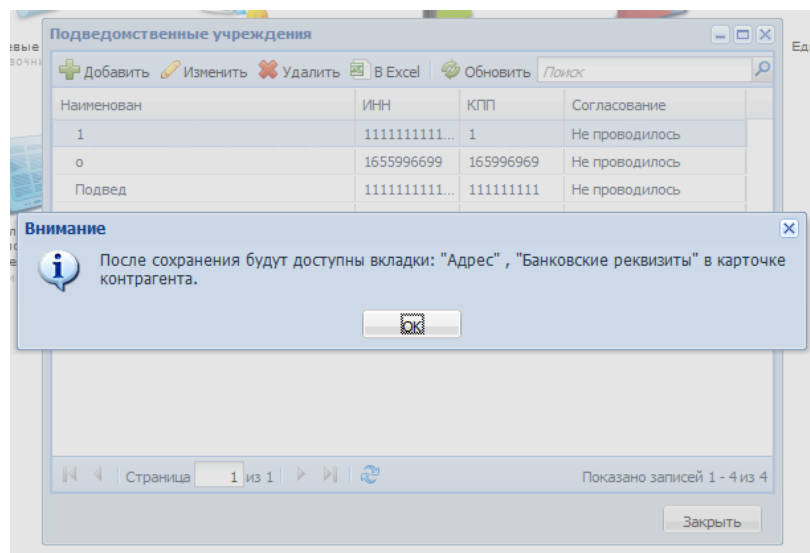 Подведомственные учреждения
Добавить Изменить Удалить В Excel Обновить Поиск
Наименован ИНН КПП Согласование
1 1111111111... 1 Не проводилось
о 1655996699 165996969 Не проводилось
Подвед 1111111111... 111111111 Не проводилось
Внимание
После сохранения будут доступны вкладки: "Адрес" , "Банковские реквизиты" в карточке
контрагента.
ОК
Страница 1 из 1 Показано записей 1 - 4 из 4
Закрыть